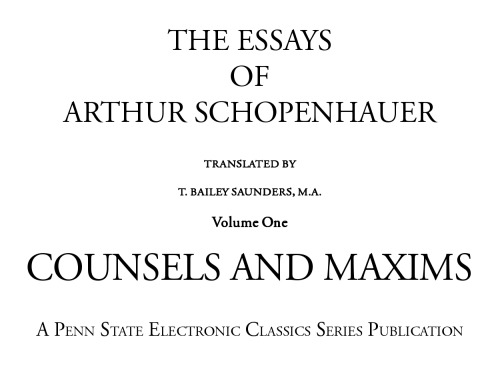 THE ESSAYS
OF
ARTHUR SCHOPENHAUER
TRANSLATED BY
T. BAILEY SAUNDERS, M.A.
Volume One
COUNSELS AND MAXIMS
A PENN STATE ELECTRONIC CLASSICS SERIES PUBLICATION